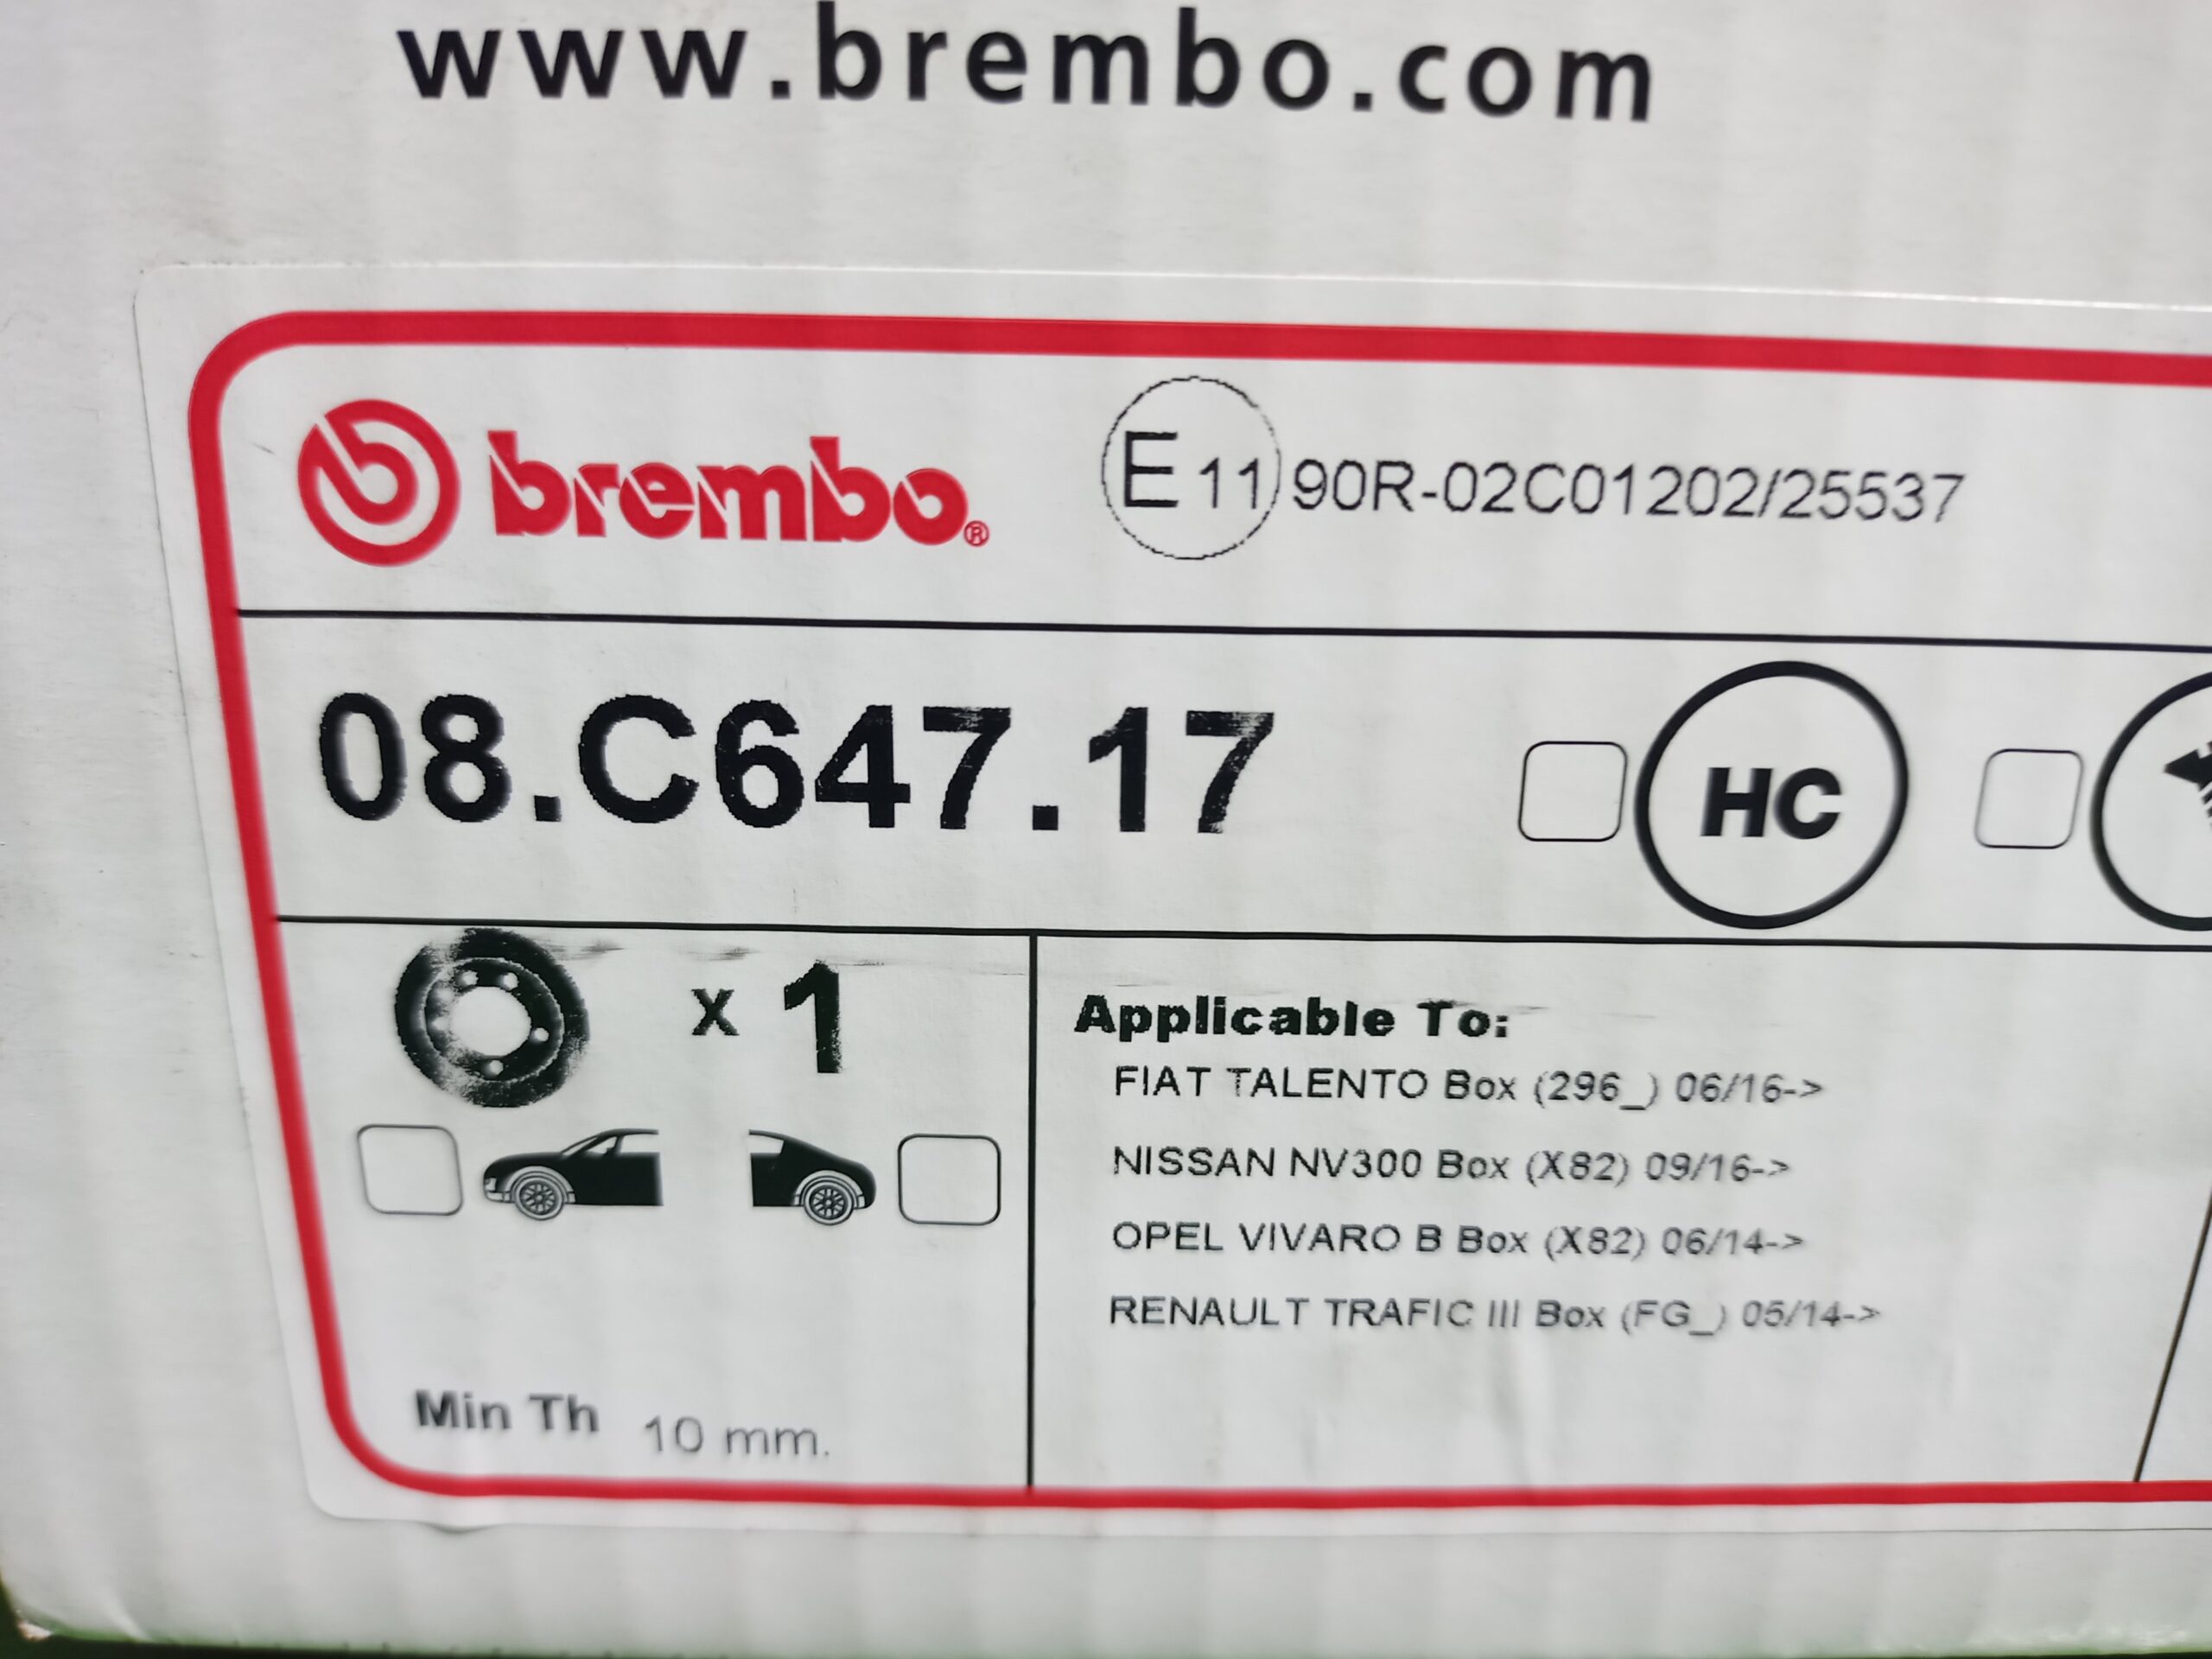 www.brembo.com
brembo®
E 11 90R-02C01202/25537
08.C647.17
HC
x 1
Applicable To:
FIAT TALENTO Box (296_) 06/16->
NISSAN NV300 Box (X82) 09/16->
OPEL VIVARO B Box (X82) 06/14->
RENAULT TRAFIC III Box (FG_) 05/14->
Min Th 10 mm.